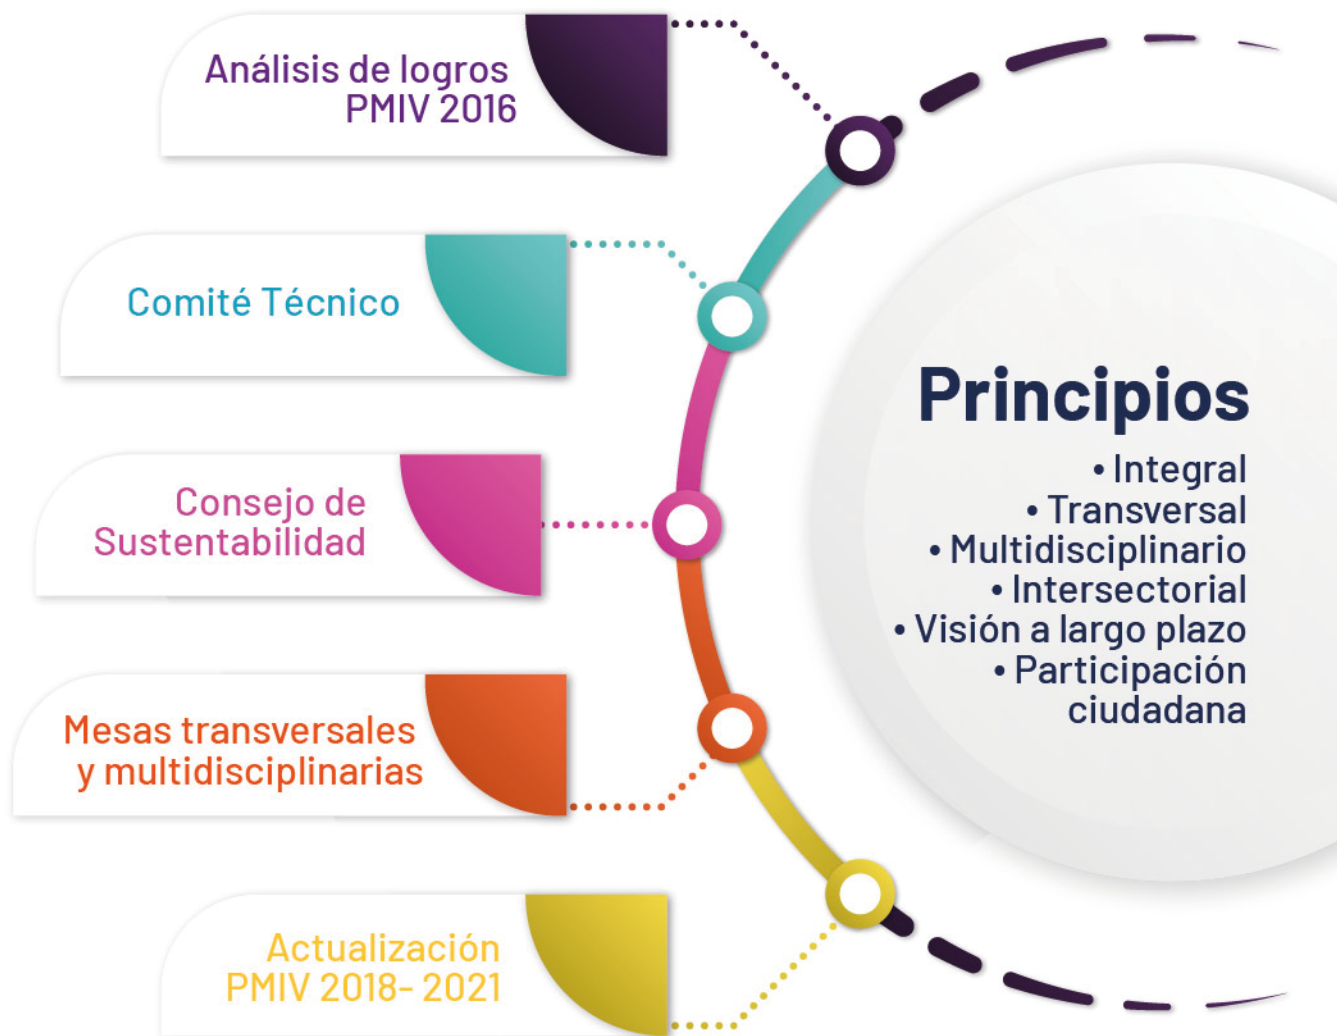 Análisis de logros
PMIV 2016
Comité Técnico
Consejo de
Sustentabilidad
Mesas transversales
y multidisciplinarias
Actualización
PMIV 2018- 2021
Principios
• Integral
• Transversal
• Multidisciplinario
• Intersectorial
• Visión a largo plazo
• Participación
ciudadana